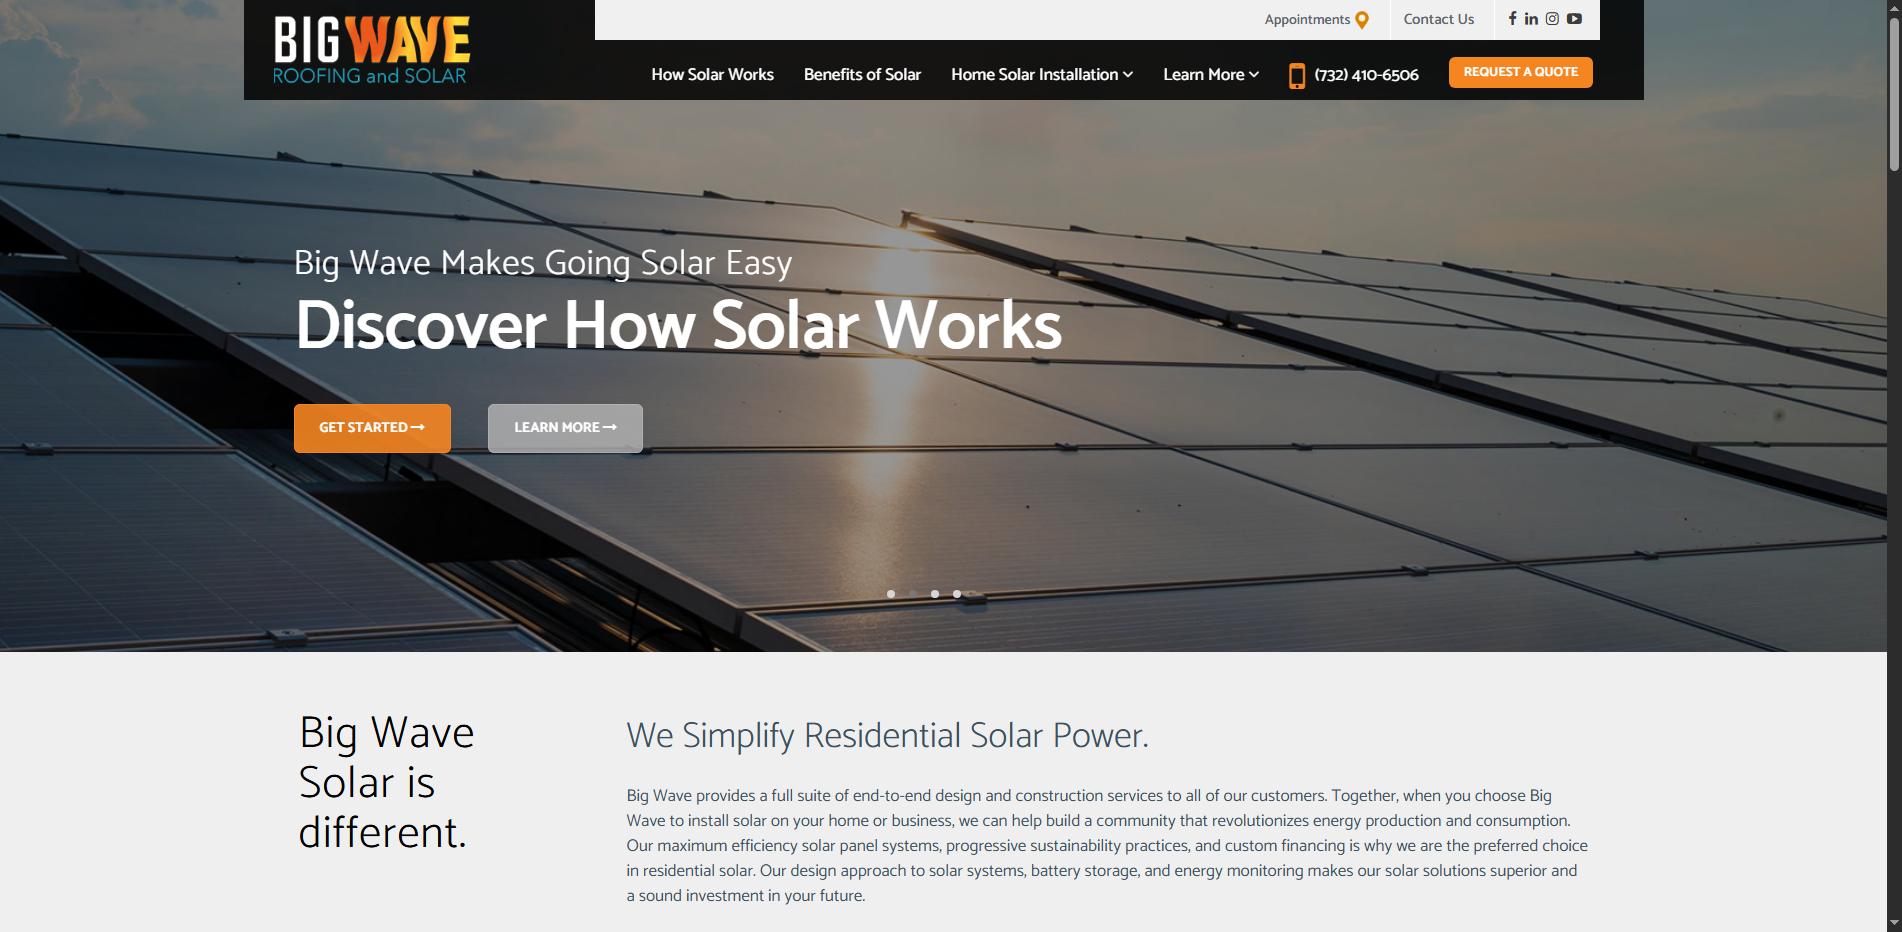 BIGWAVE
ROOFING and SOLAR
Appointments
Contact Us
How Solar Works
Benefits of Solar
Home Solar Installation
Learn More
(732) 410-6506
REQUEST A QUOTE
Big Wave Makes Going Solar Easy
Discover How Solar Works
GET STARTED
LEARN MORE
Big Wave
Solar is
different.
We Simplify Residential Solar Power.
Big Wave provides a full suite of end-to-end design and construction services to all of our customers. Together, when you choose Big
Wave to install solar on your home or business, we can help build a community that revolutionizes energy production and consumption.
Our maximum efficiency solar panel systems, progressive sustainability practices, and custom financing is why we are the preferred choice
in residential solar. Our design approach to solar systems, battery storage, and energy monitoring makes our solar solutions superior and
a sound investment in your future.